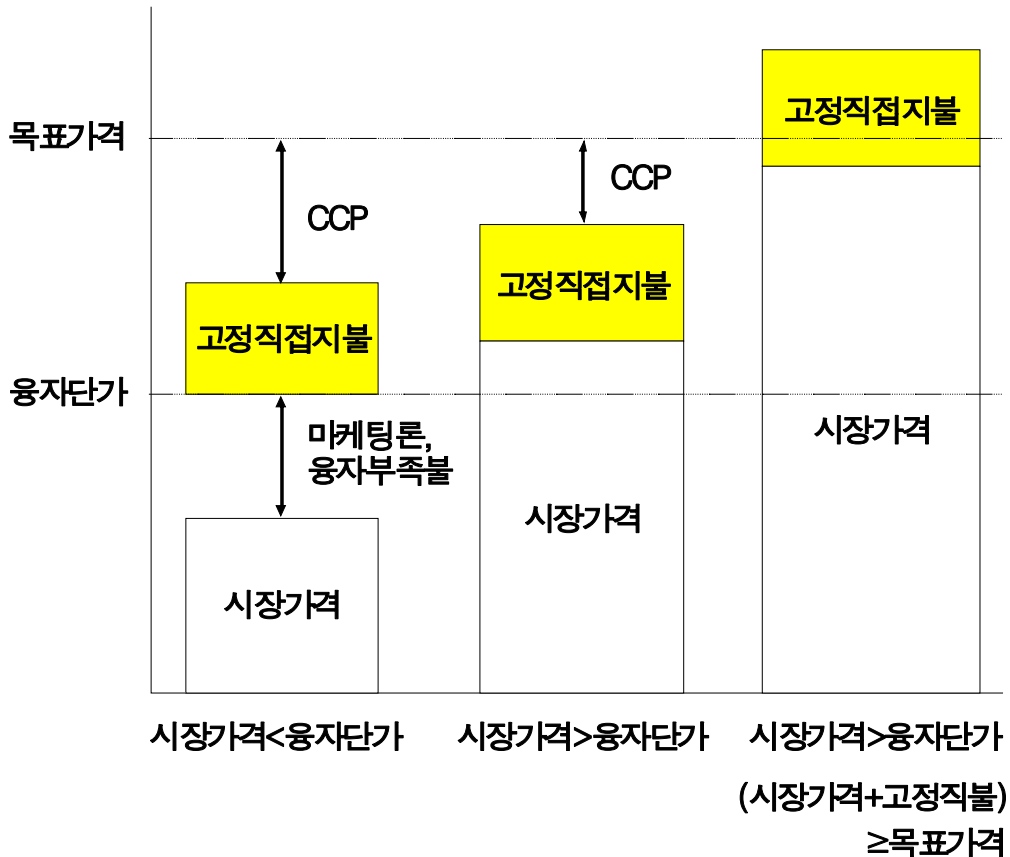 고정직접지불
목표가격
CCP
CCP
고정직접지불
고정직접지불
융자단가
마케팅론,
융자부족불
시장가격
시장가격
시장가격
시장가격<융자단가
시장가격>융자단가
시장가격>융자단가
(시장가격+고정직불)
≥목표가격